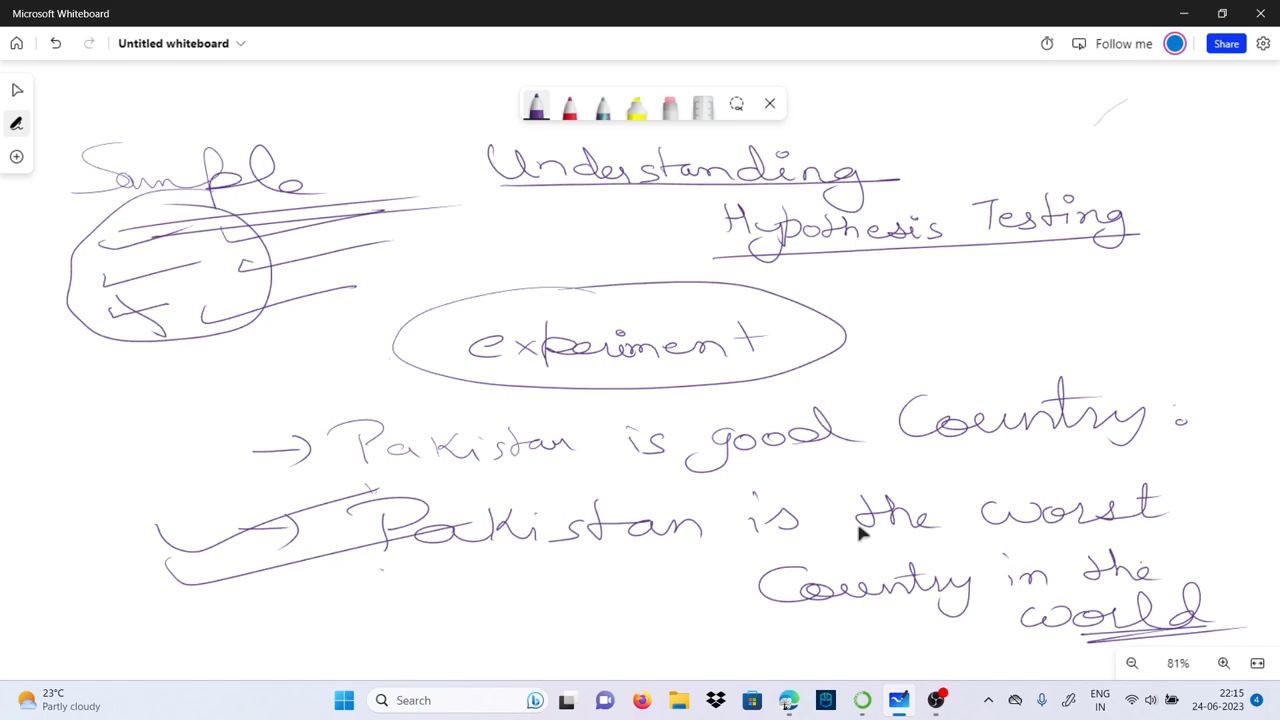 Microsoft Whiteboard
Untitled whiteboard
Follow me
Share
Sample
Understanding
Hypothesis Testing
experiment
→ Pakistan is good Country.
→ Pakistan is the worst
Country in the
world
81%
23°C
Partly cloudy
Search
ENG
IN
22:15
24-06-2023
4